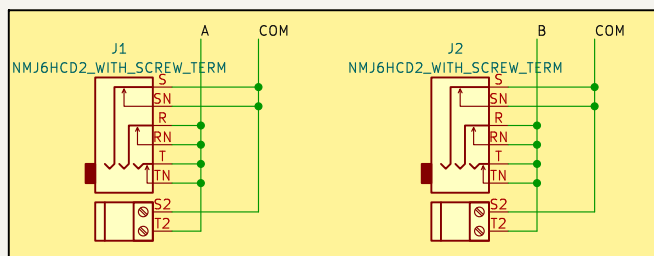 A COM
J1
NMJ6HCD2_WITH_SCREW_TERM
S
SN
R
RN
T
TN
S2
T2
B COM
J2
NMJ6HCD2_WITH_SCREW_TERM
S
SN
R
RN
T
TN
S2
T2